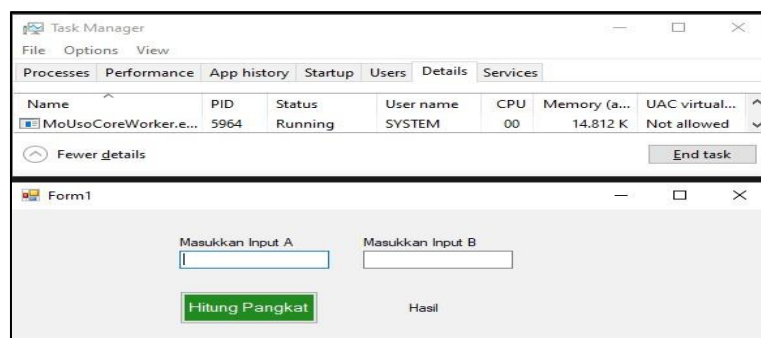 Task Manager
File Options View
Processes Performance App history Startup Users Details Services
Name PID Status User name CPU Memory (a... UAC virtual...
MoUsoCoreWorker.e... 5964 Running SYSTEM 00 14.812 K Not allowed
Fewer details End task
Form1
Masukkan Input A Masukkan Input B
Hitung Pangkat Hasil